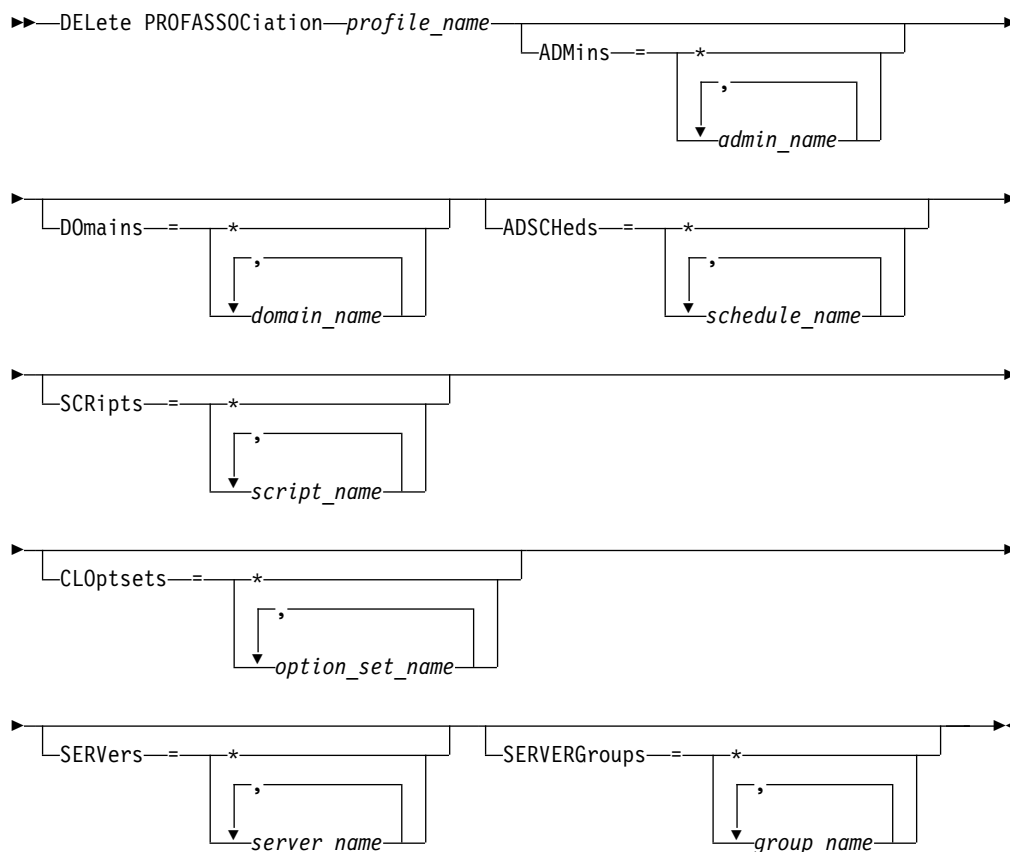 DELete PROFASSOCiation profile_name
ADMins = *
,
admin_name
DOmains = * ADSCHeds = *
, ,
domain_name schedule_name
SCRipts = *
,
script_name
CLOptsets = *
,
option_set_name
SERVers = * SERVERGroups = *
, ,
server_name group_name